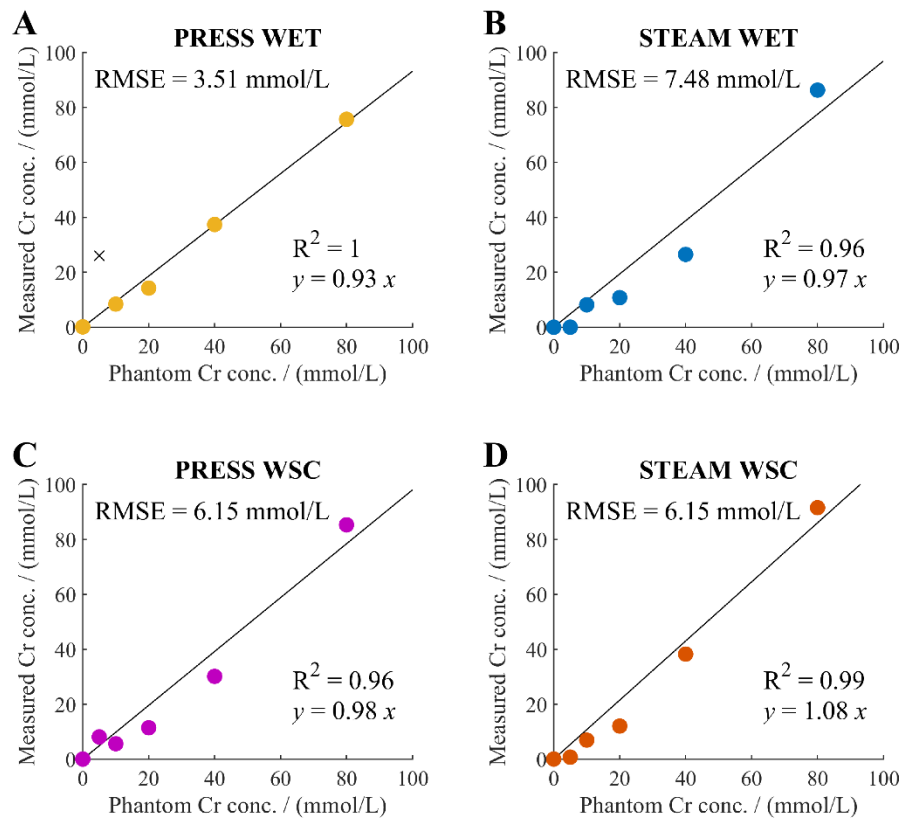 A
PRESS WET
RMSE = 3.51 mmol/L
R² = 1
y = 0.93 x
Measured Cr conc. / (mmol/L)
100
80
60
40
20
0
0 20 40 60 80 100
Phantom Cr conc. / (mmol/L)
B
STEAM WET
RMSE = 7.48 mmol/L
R² = 0.96
y = 0.97 x
Measured Cr conc. / (mmol/L)
100
80
60
40
20
0
0 20 40 60 80 100
Phantom Cr conc. / (mmol/L)
C
PRESS WSC
RMSE = 6.15 mmol/L
R² = 0.96
y = 0.98 x
Measured Cr conc. / (mmol/L)
100
80
60
40
20
0
0 20 40 60 80 100
Phantom Cr conc. / (mmol/L)
D
STEAM WSC
RMSE = 6.15 mmol/L
R² = 0.99
y = 1.08 x
Measured Cr conc. / (mmol/L)
100
80
60
40
20
0
0 20 40 60 80 100
Phantom Cr conc. / (mmol/L)